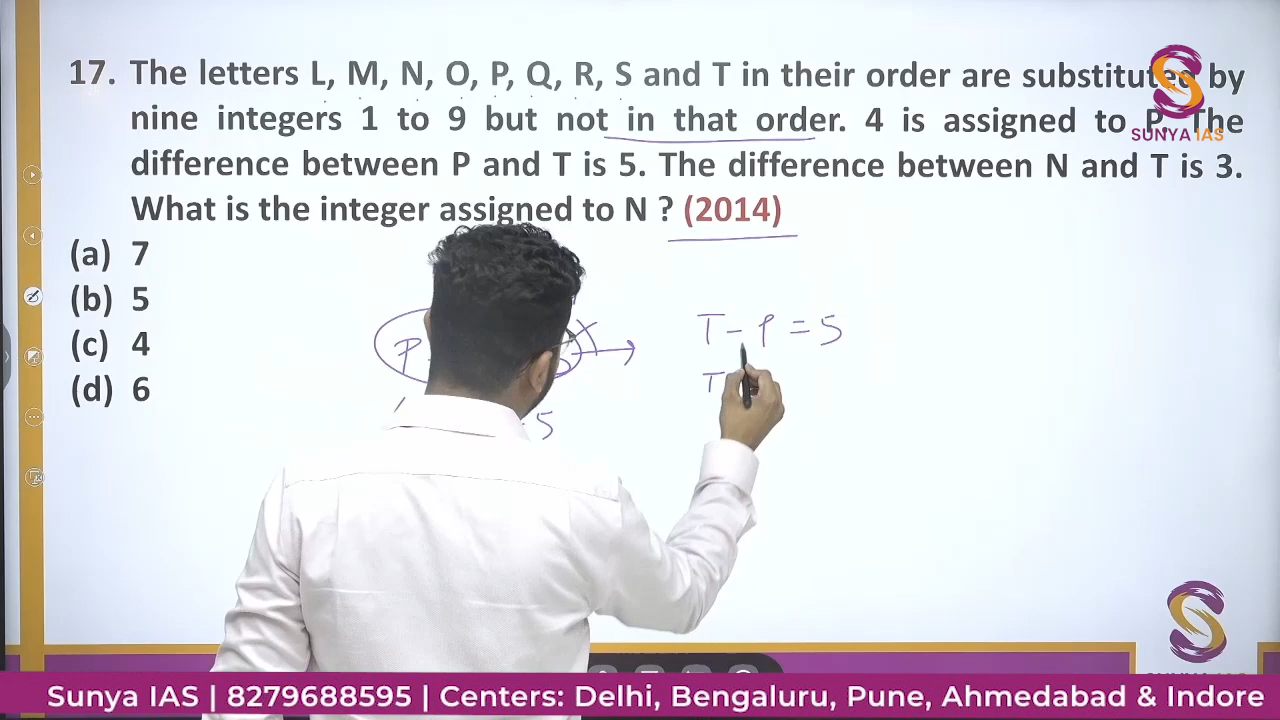 17. The letters L, M, N, O, P, Q, R, S and T in their order are substituted by
nine integers 1 to 9 but not in that order. 4 is assigned to P. The
difference between P and T is 5. The difference between N and T is 3.
What is the integer assigned to N ? (2014)
(a) 7
(b) 5
(c) 4
(d) 6
P
T - P = 5
T
5
SUNYA IAS
Sunya IAS | 8279688595 | Centers: Delhi, Bengaluru, Pune, Ahmedabad & Indore